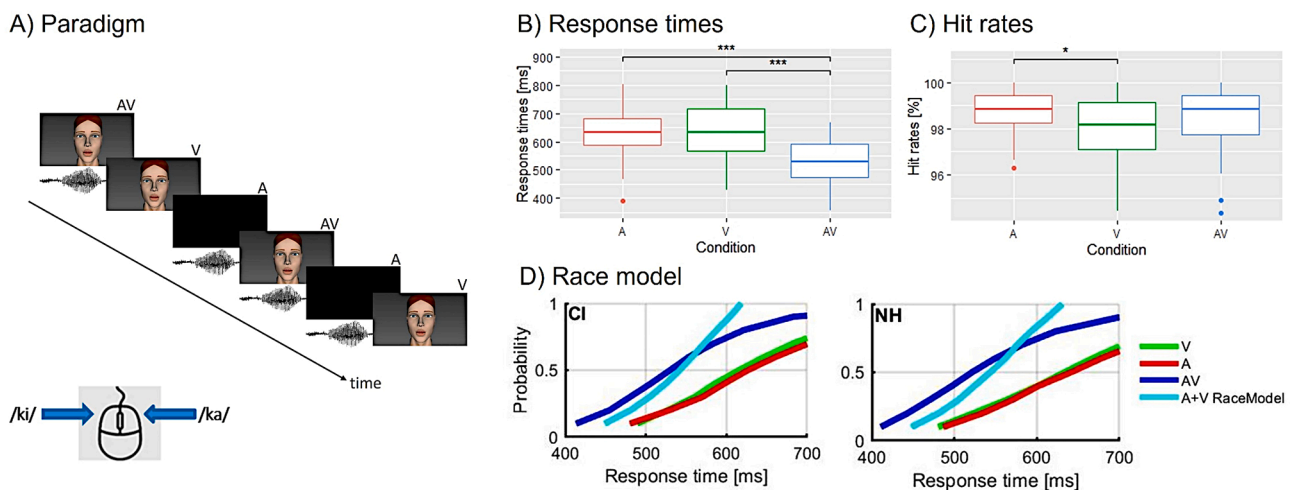 A) Paradigm
AV
V
A
AV
A
V
time
/ki/
/ka/
B) Response times
***
***
Response times [ms]
900
800
700
600
500
400
A
V
AV
Condition
C) Hit rates
*
Hit rates [%]
100
98
96
A
V
AV
Condition
D) Race model
CI
Probability
1
0.5
0
400
500
600
700
Response time [ms]
NH
1
0.5
0
400
500
600
700
Response time [ms]
V
A
AV
A+V RaceModel